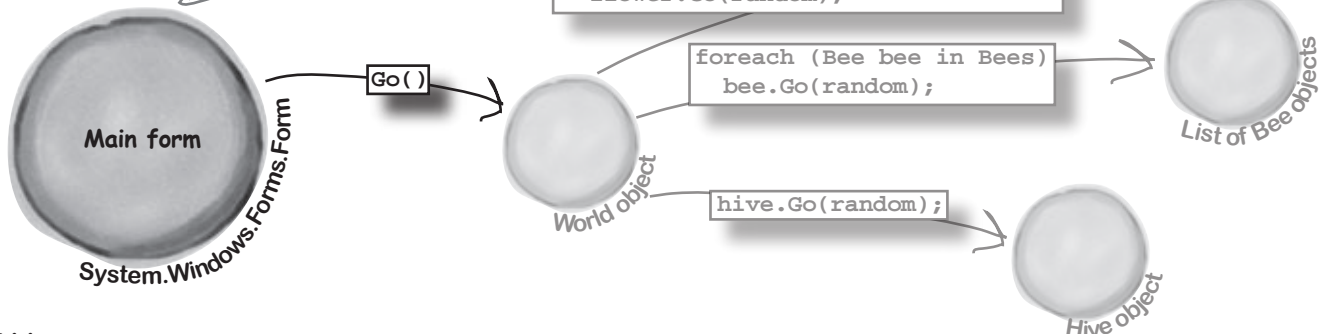 Go()
foreach (Bee bee in Bees)
bee.Go(random);
List of Bee objects
Main form
System.Windows.Forms.Form
World object
hive.Go(random);
Hive object